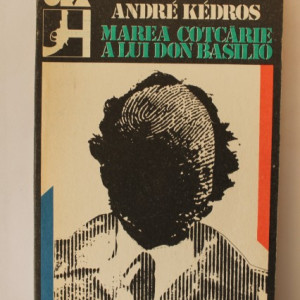 ANDRÉ KÉDROS
MAREA COTCĂRIE
A LUI DON BASILIO